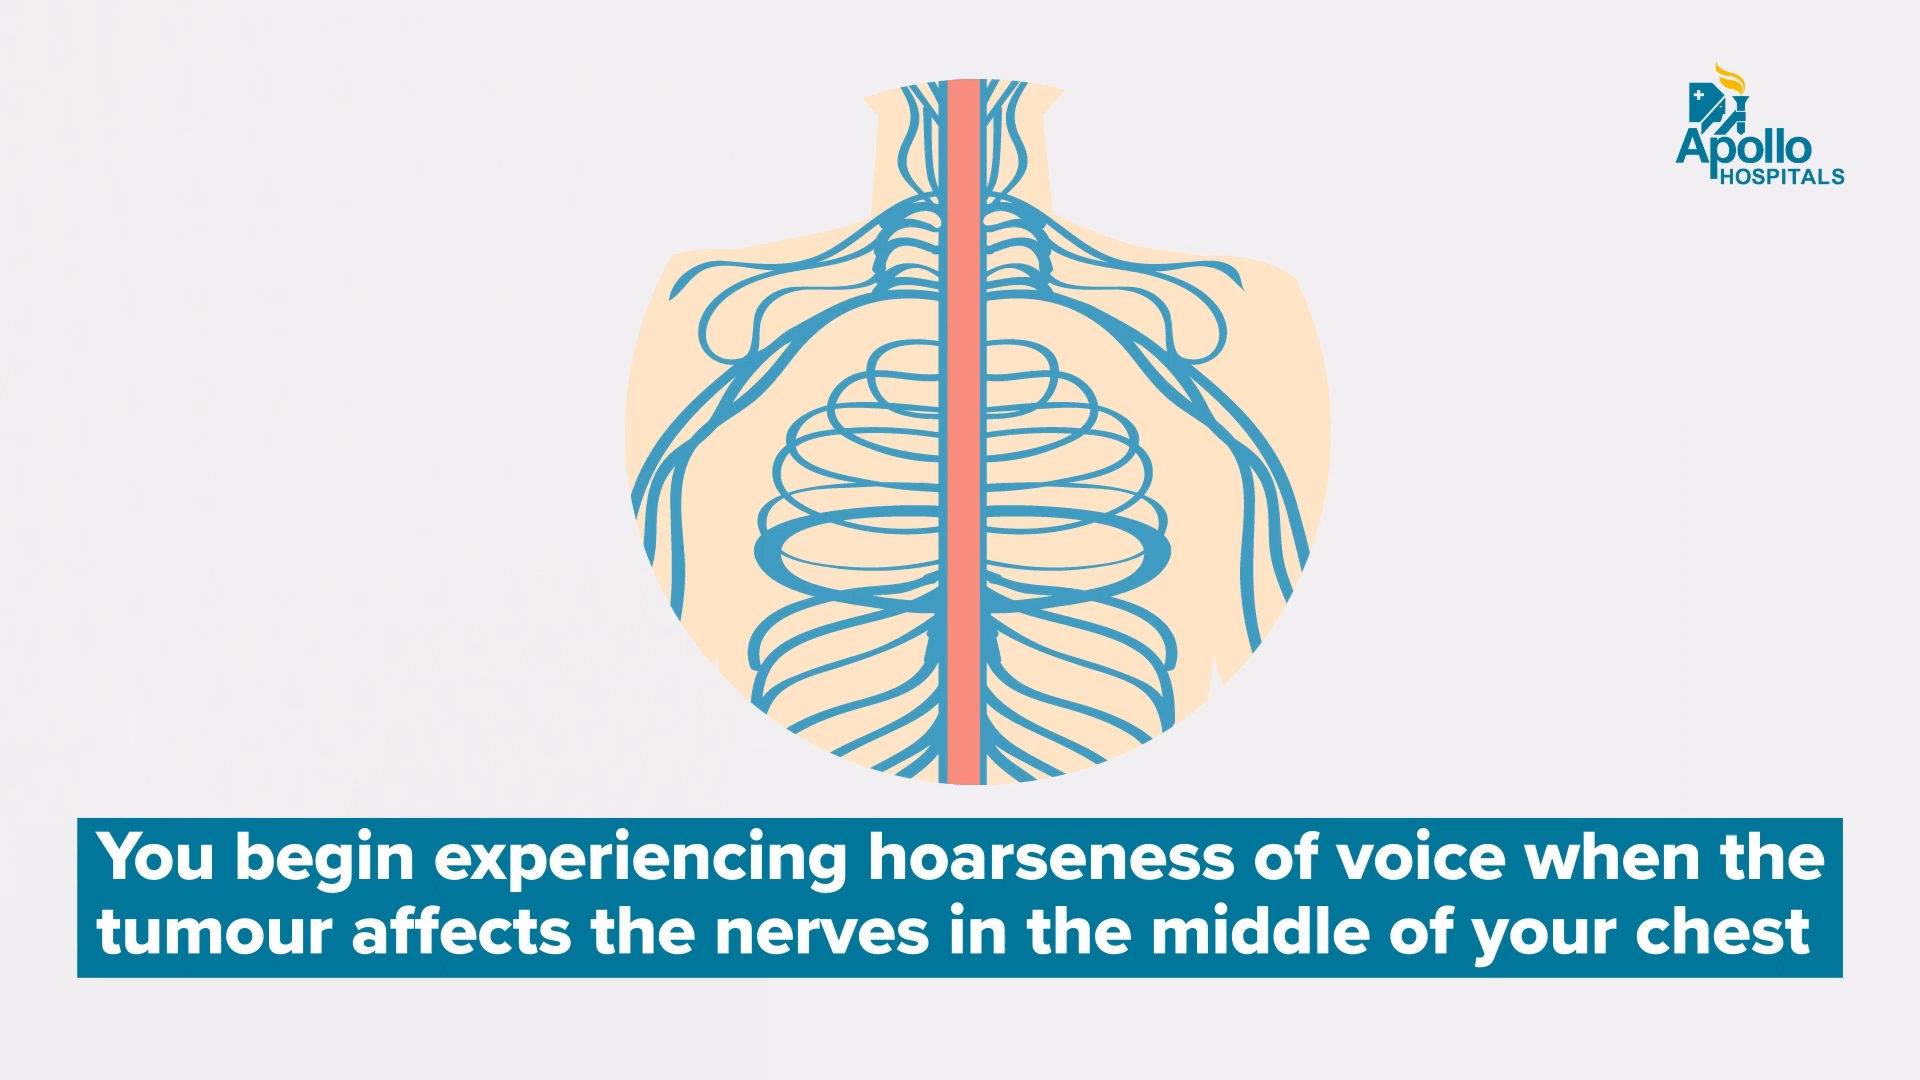 Apollo
HOSPITALS
You begin experiencing hoarseness of voice when the
tumour affects the nerves in the middle of your chest